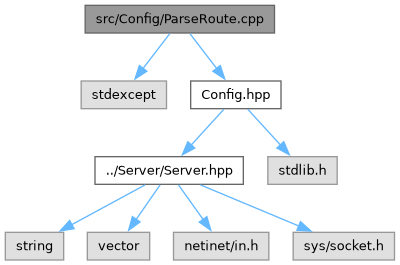 src/Config/ParseRoute.cpp
stdexcept
Config.hpp
../Server/Server.hpp
stdlib.h
string
vector
netinet/in.h
sys/socket.h